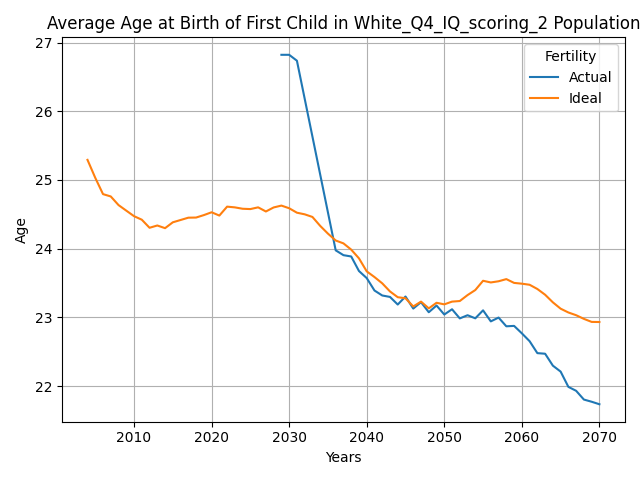 Average Age at Birth of First Child in White_Q4_IQ_scoring_2 Population
27
26
25
24
23
22
Age
Fertility
Actual
Ideal
2010 2020 2030 2040 2050 2060 2070
Years